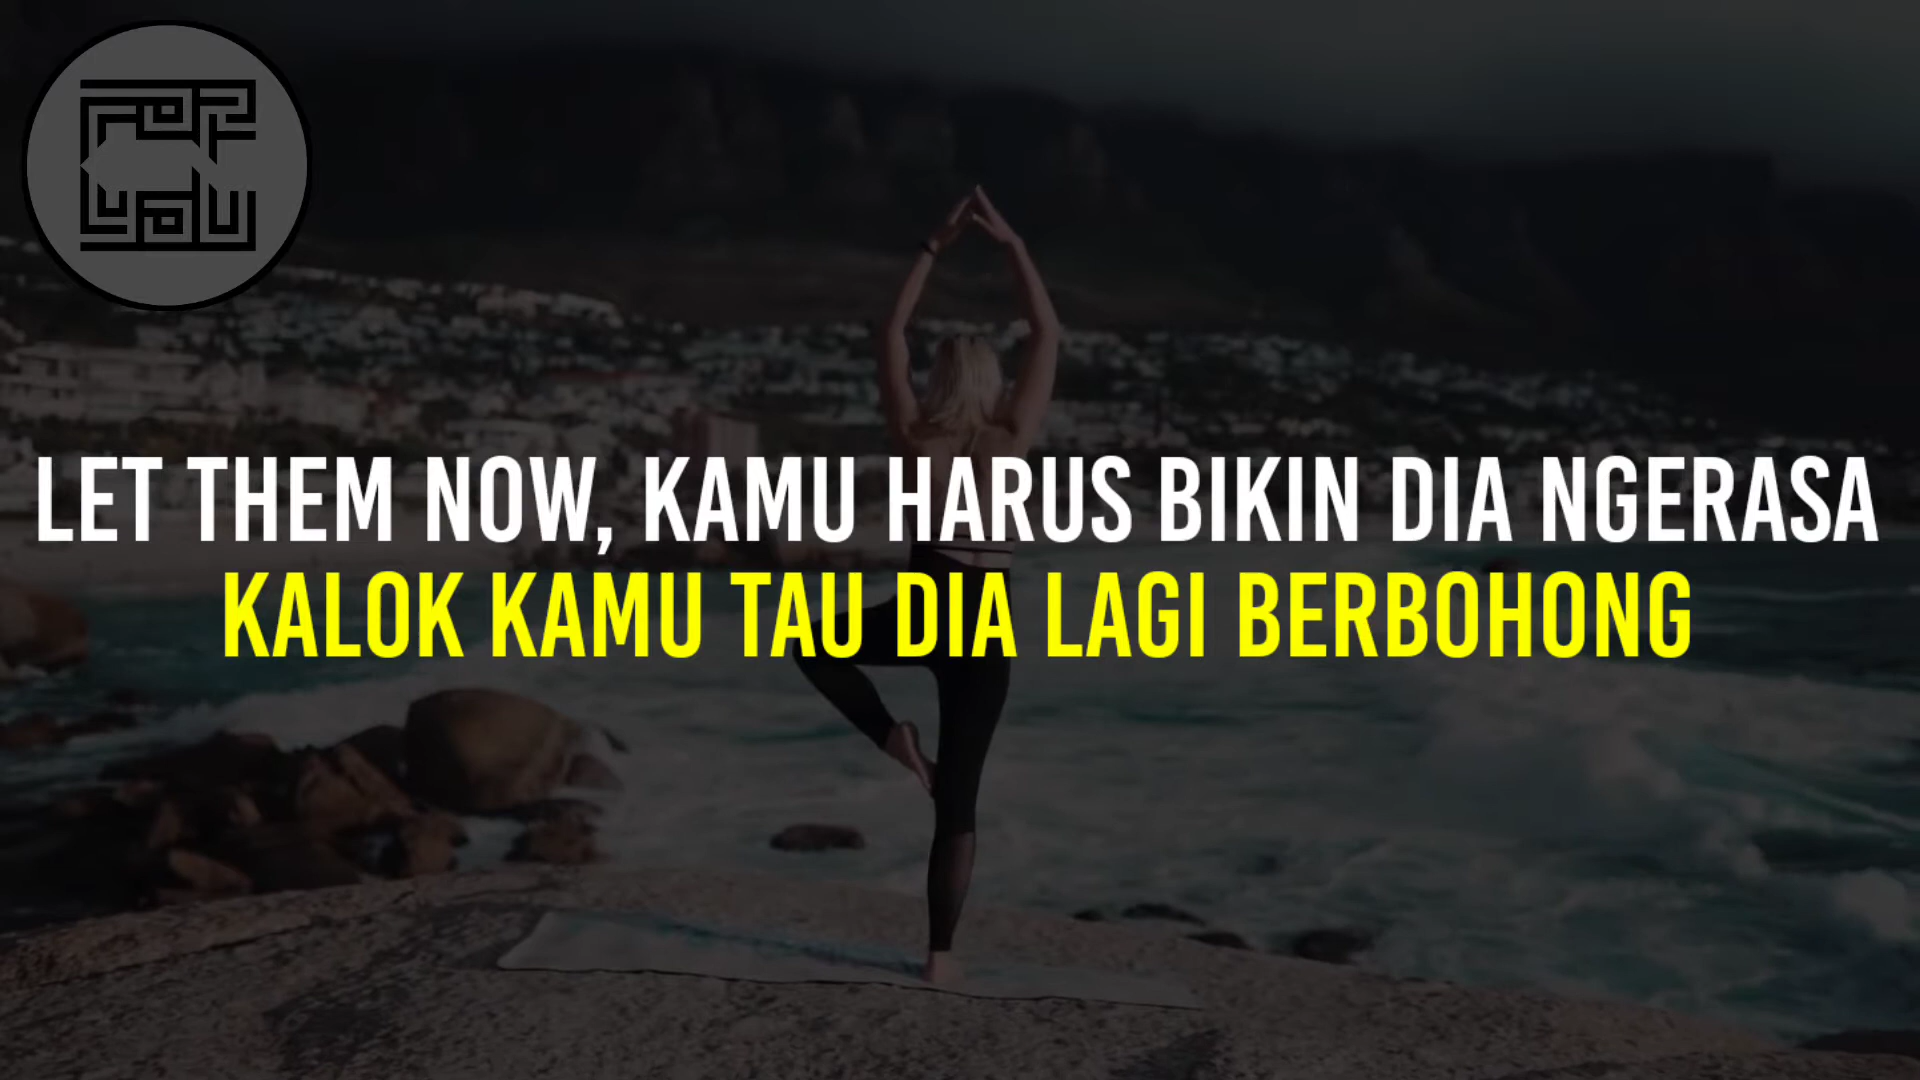 LET THEM NOW, KAMU HARUS BIKIN DIA NGERASA
KALOK KAMU TAU DIA LAGI BERBOHONG